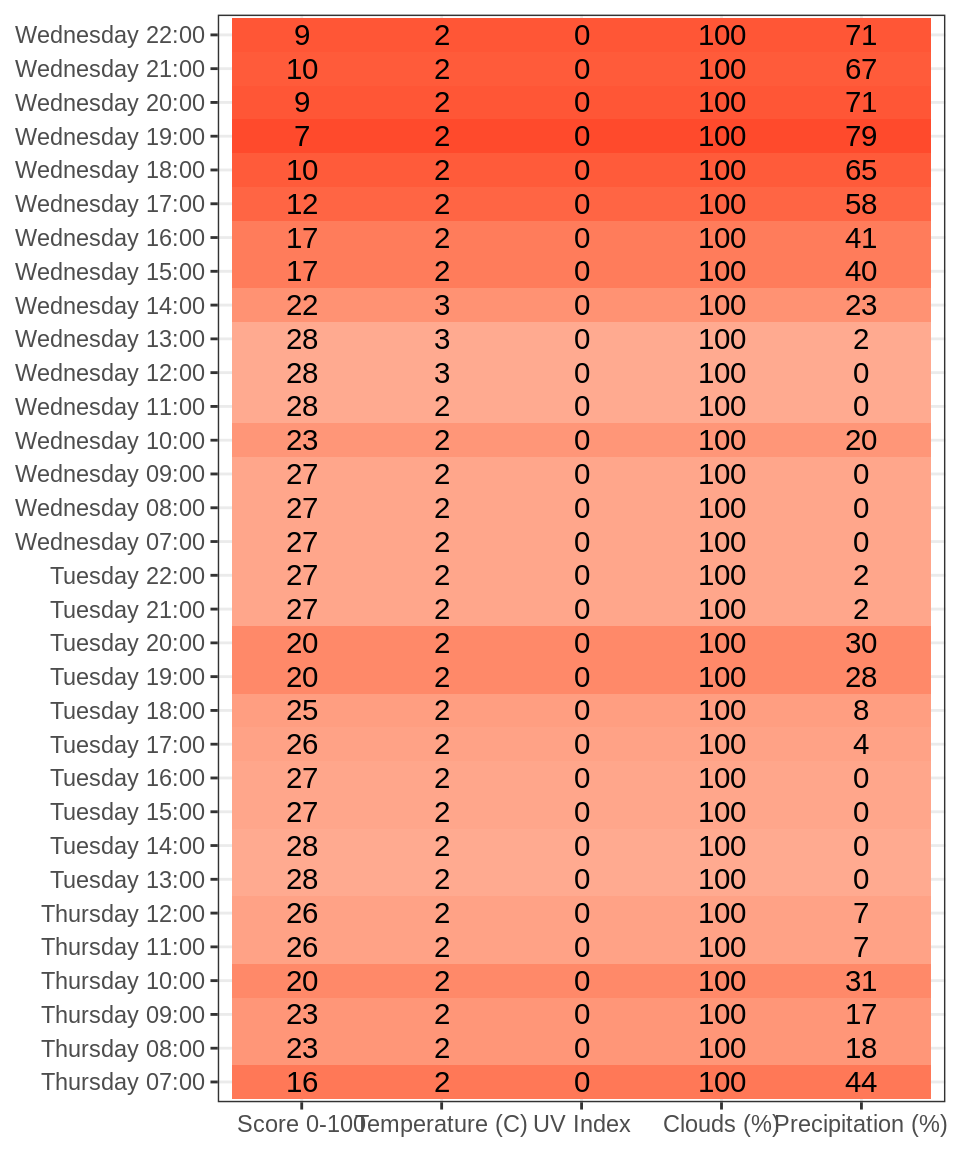 Wednesday 22:00 9 2 0 100 71
Wednesday 21:00 10 2 0 100 67
Wednesday 20:00 9 2 0 100 71
Wednesday 19:00 7 2 0 100 79
Wednesday 18:00 10 2 0 100 65
Wednesday 17:00 12 2 0 100 58
Wednesday 16:00 17 2 0 100 41
Wednesday 15:00 17 2 0 100 40
Wednesday 14:00 22 3 0 100 23
Wednesday 13:00 28 3 0 100 2
Wednesday 12:00 28 3 0 100 0
Wednesday 11:00 28 2 0 100 0
Wednesday 10:00 23 2 0 100 20
Wednesday 09:00 27 2 0 100 0
Wednesday 08:00 27 2 0 100 0
Wednesday 07:00 27 2 0 100 0
Tuesday 22:00 27 2 0 100 2
Tuesday 21:00 27 2 0 100 2
Tuesday 20:00 20 2 0 100 30
Tuesday 19:00 20 2 0 100 28
Tuesday 18:00 25 2 0 100 8
Tuesday 17:00 26 2 0 100 4
Tuesday 16:00 27 2 0 100 0
Tuesday 15:00 27 2 0 100 0
Tuesday 14:00 28 2 0 100 0
Tuesday 13:00 28 2 0 100 0
Thursday 12:00 26 2 0 100 7
Thursday 11:00 26 2 0 100 7
Thursday 10:00 20 2 0 100 31
Thursday 09:00 23 2 0 100 17
Thursday 08:00 23 2 0 100 18
Thursday 07:00 16 2 0 100 44
Score 0-100 Temperature (C) UV Index Clouds (%) Precipitation (%)